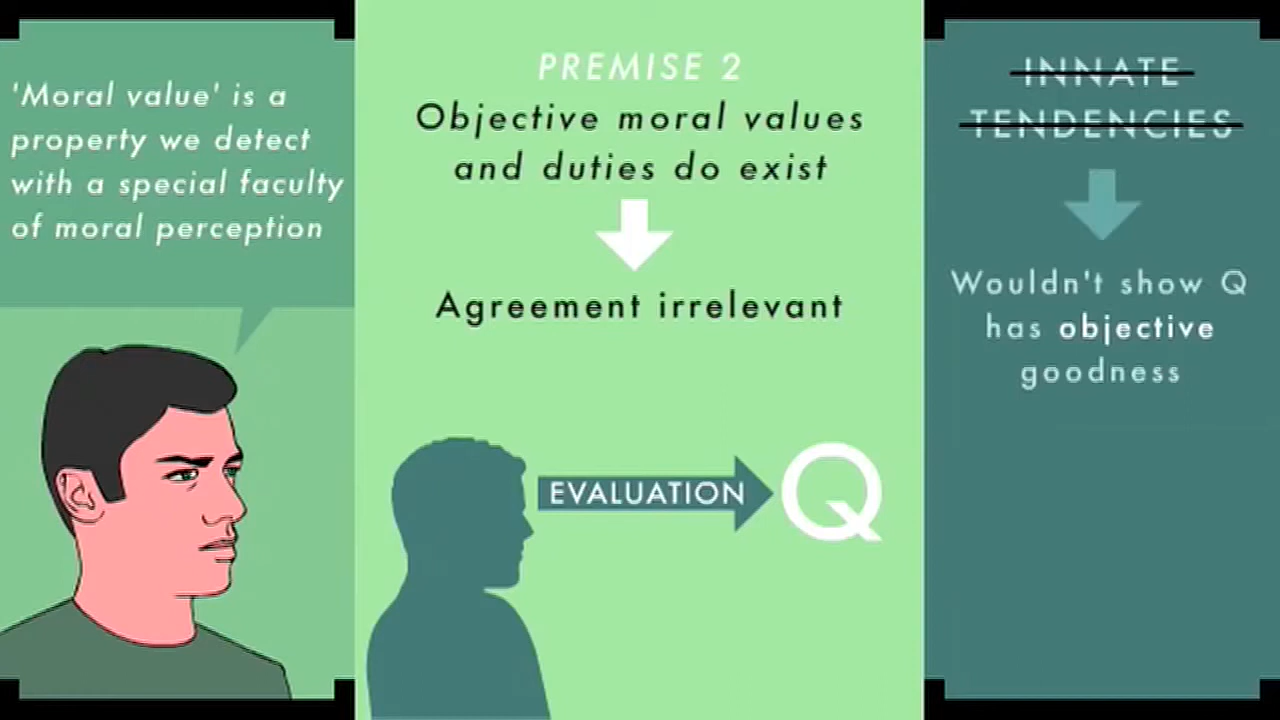 'Moral value' is a
property we detect
with a special faculty
of moral perception
PREMISE 2
Objective moral values
and duties do exist
Agreement irrelevant
EVALUATION
Q
INNATE
TENDENCIES
Wouldn't show Q
has objective
goodness